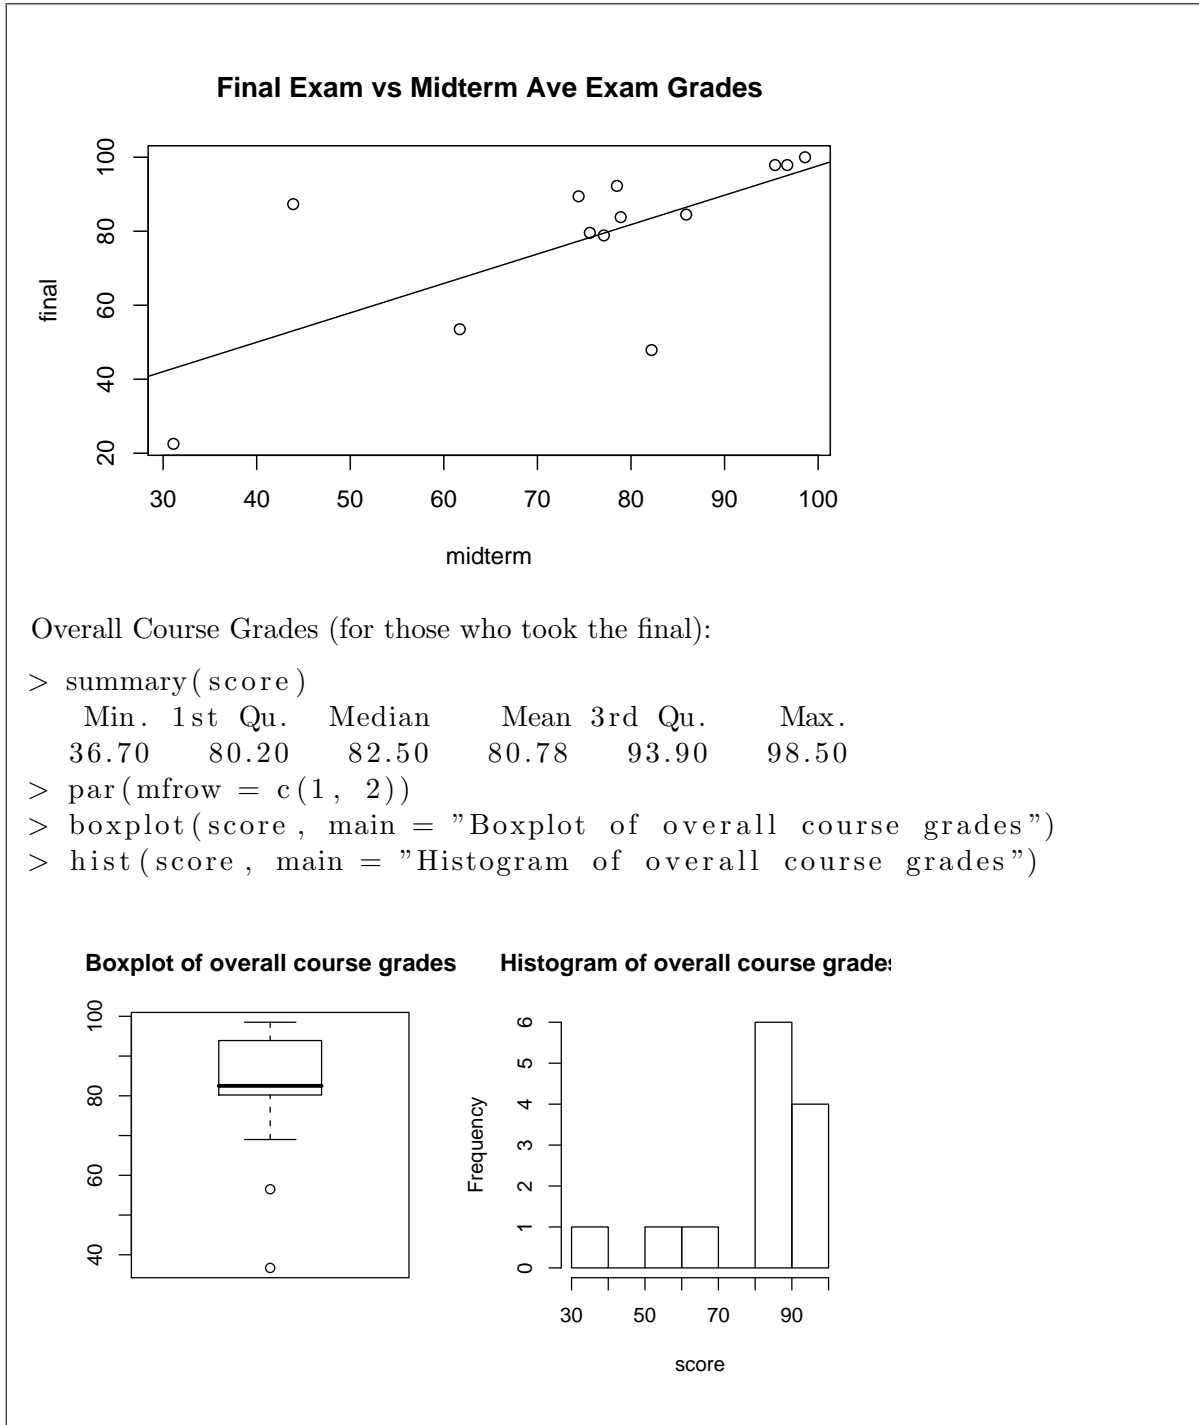 Final Exam vs Midterm Ave Exam Grades
final
100
80
60
40
20
30 40 50 60 70 80 90 100
midterm
Overall Course Grades (for those who took the final):
> summary(score)
Min. 1st Qu. Median Mean 3rd Qu. Max.
36.70 80.20 82.50 80.78 93.90 98.50
> par(mfrow = c(1, 2))
> boxplot(score, main = ”Boxplot of overall course grades”)
> hist(score, main = ”Histogram of overall course grades”)
Boxplot of overall course grades
100
80
60
40
Histogram of overall course grades
Frequency
6
5
4
3
2
1
0
30 50 70 90
score